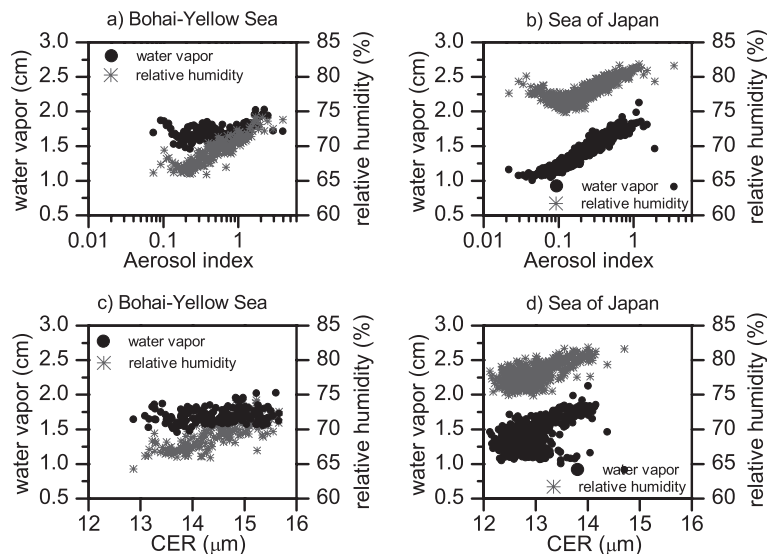 a) Bohai-Yellow Sea
b) Sea of Japan
3.0
2.5
2.0
1.5
1.0
0.5
water vapor (cm)
water vapor
relative humidity
85
80
75
70
65
60
relative humidity (%)
0.01
0.1
1
Aerosol index
3.0
2.5
2.0
1.5
1.0
0.5
water vapor (cm)
water vapor
relative humidity
85
80
75
70
65
60
relative humidity (%)
0.01
0.1
1
Aerosol index
c) Bohai-Yellow Sea
d) Sea of Japan
3.0
2.5
2.0
1.5
1.0
0.5
water vapor (cm)
water vapor
relative humidity
85
80
75
70
65
60
relative humidity (%)
12
13
14
15
16
CER (μm)
3.0
2.5
2.0
1.5
1.0
0.5
water vapor (cm)
water vapor
relative humidity
85
80
75
70
65
60
relative humidity (%)
12
13
14
15
16
CER (μm)